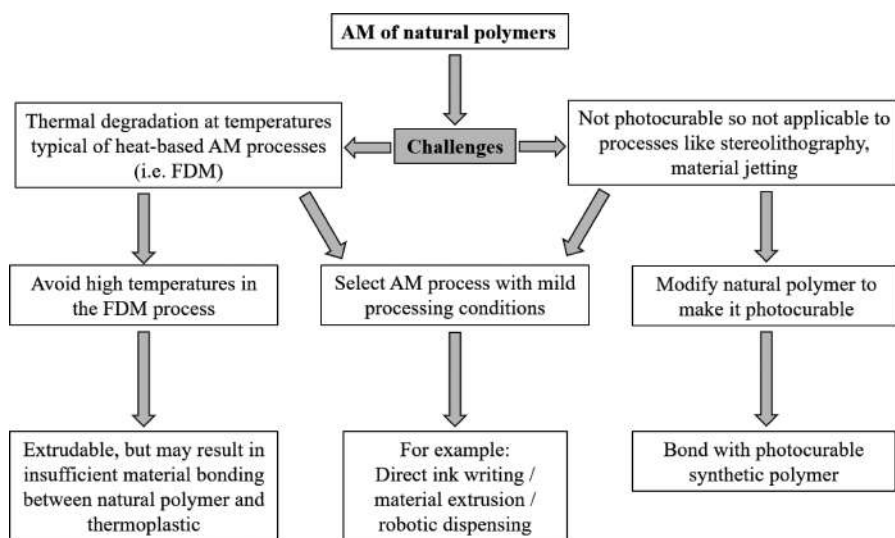 AM of natural polymers
Thermal degradation at temperatures
typical of heat-based AM processes
(i.e. FDM)
Challenges
Not photocurable so not applicable to
processes like stereolithography,
material jetting
Avoid high temperatures in
the FDM process
Select AM process with mild
processing conditions
Modify natural polymer to
make it photocurable
Extrudable, but may result in
insufficient material bonding
between natural polymer and
thermoplastic
For example:
Direct ink writing /
material extrusion /
robotic dispensing
Bond with photocurable
synthetic polymer